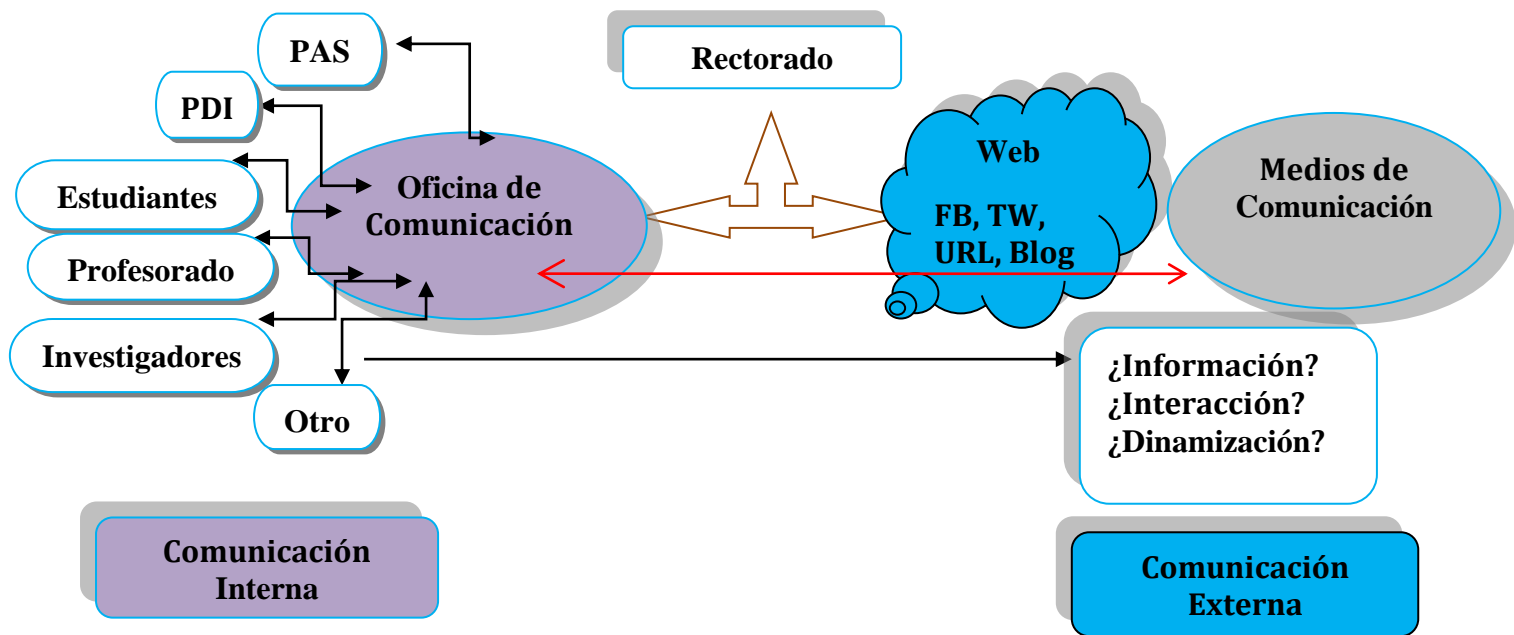 PAS
Rectorado
PDI
Estudiantes
Profesorado
Investigadores
Otro
Oficina de
Comunicación
Web
FB, TW,
URL, Blog
Medios de
Comunicación
¿Información?
¿Interacción?
¿Dinamización?
Comunicación
Interna
Comunicación
Externa